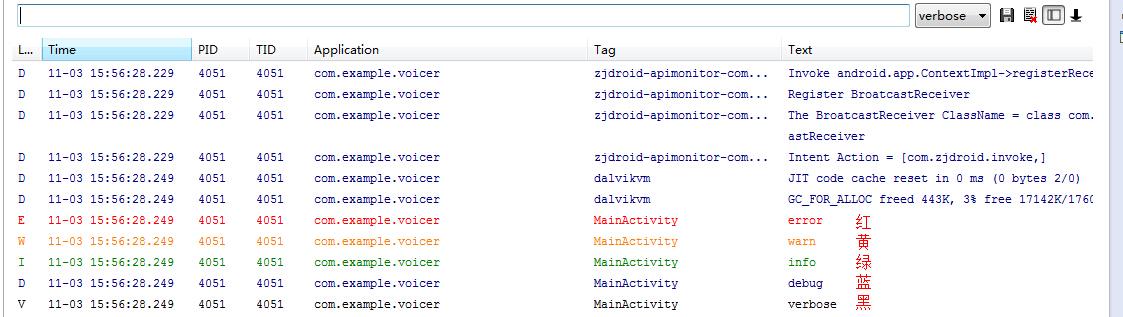 verbose
L... Time PID TID Application Tag Text
D 11-03 15:56:28.229 4051 4051 com.example.voicer zjdroid-apimonitor-com... Invoke android.app.ContextImpl->registerRece
D 11-03 15:56:28.229 4051 4051 com.example.voicer zjdroid-apimonitor-com... Register BroatcastReceiver
D 11-03 15:56:28.229 4051 4051 com.example.voicer zjdroid-apimonitor-com... The BroatcastReceiver ClassName = class com.
astReceiver
D 11-03 15:56:28.229 4051 4051 com.example.voicer zjdroid-apimonitor-com... Intent Action = [com.zjdroid.invoke,]
D 11-03 15:56:28.249 4051 4051 com.example.voicer dalvikvm JIT code cache reset in 0 ms (0 bytes 2/0)
D 11-03 15:56:28.249 4051 4051 com.example.voicer dalvikvm GC_FOR_ALLOC freed 443K, 3% free 17142K/1760
E 11-03 15:56:28.249 4051 4051 com.example.voicer MainActivity error 红
W 11-03 15:56:28.249 4051 4051 com.example.voicer MainActivity warn 黄
I 11-03 15:56:28.249 4051 4051 com.example.voicer MainActivity info 绿
D 11-03 15:56:28.249 4051 4051 com.example.voicer MainActivity debug 蓝
V 11-03 15:56:28.249 4051 4051 com.example.voicer MainActivity verbose 黑